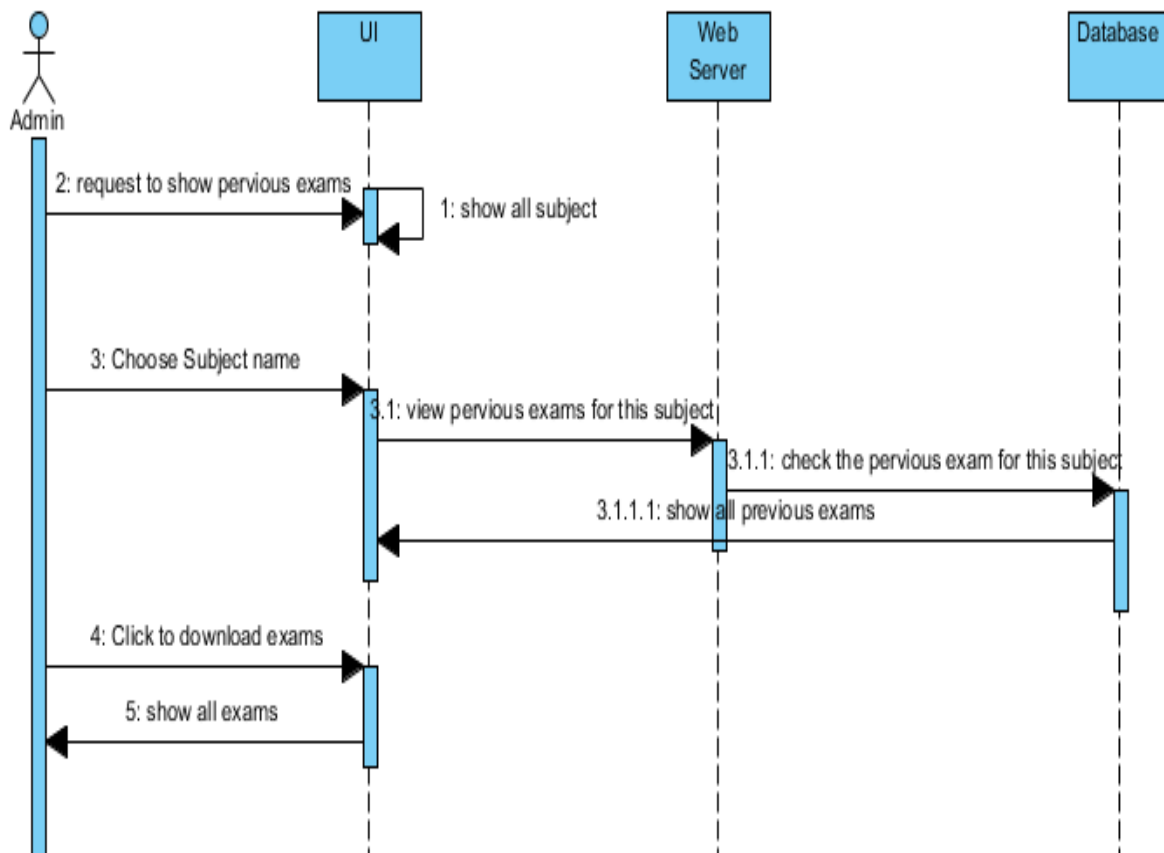 UI
Web
Server
Database
Admin
2: request to show pervious exams
1: show all subject
3: Choose Subject name
3.1: view pervious exams for this subject
3.1.1: check the pervious exam for this subject
3.1.1.1: show all previous exams
4: Click to download exams
5: show all exams